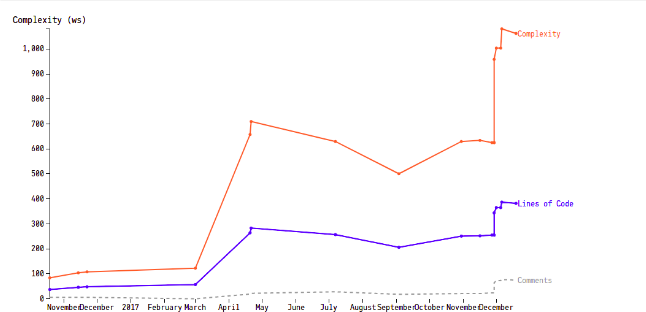 Complexity (ws)
1,000
900
800
700
600
500
400
300
200
100
0
Complexity
Lines of Code
Comments
November December 2017 February March April May June July August September October November December